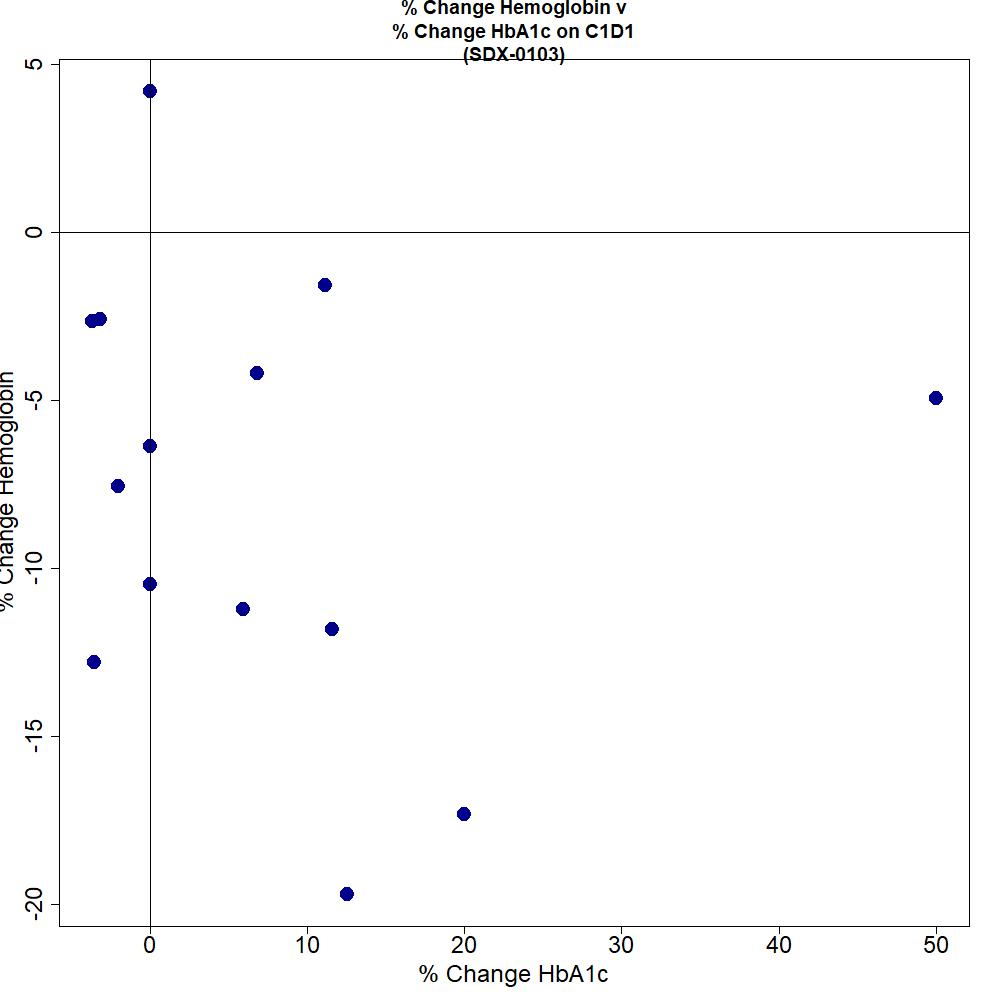 % Change Hemoglobin v
% Change HbA1c on C1D1
(SDX-0103)
5
0
-5
-10
-15
-20
% Change Hemoglobin
0 10 20 30 40 50
% Change HbA1c